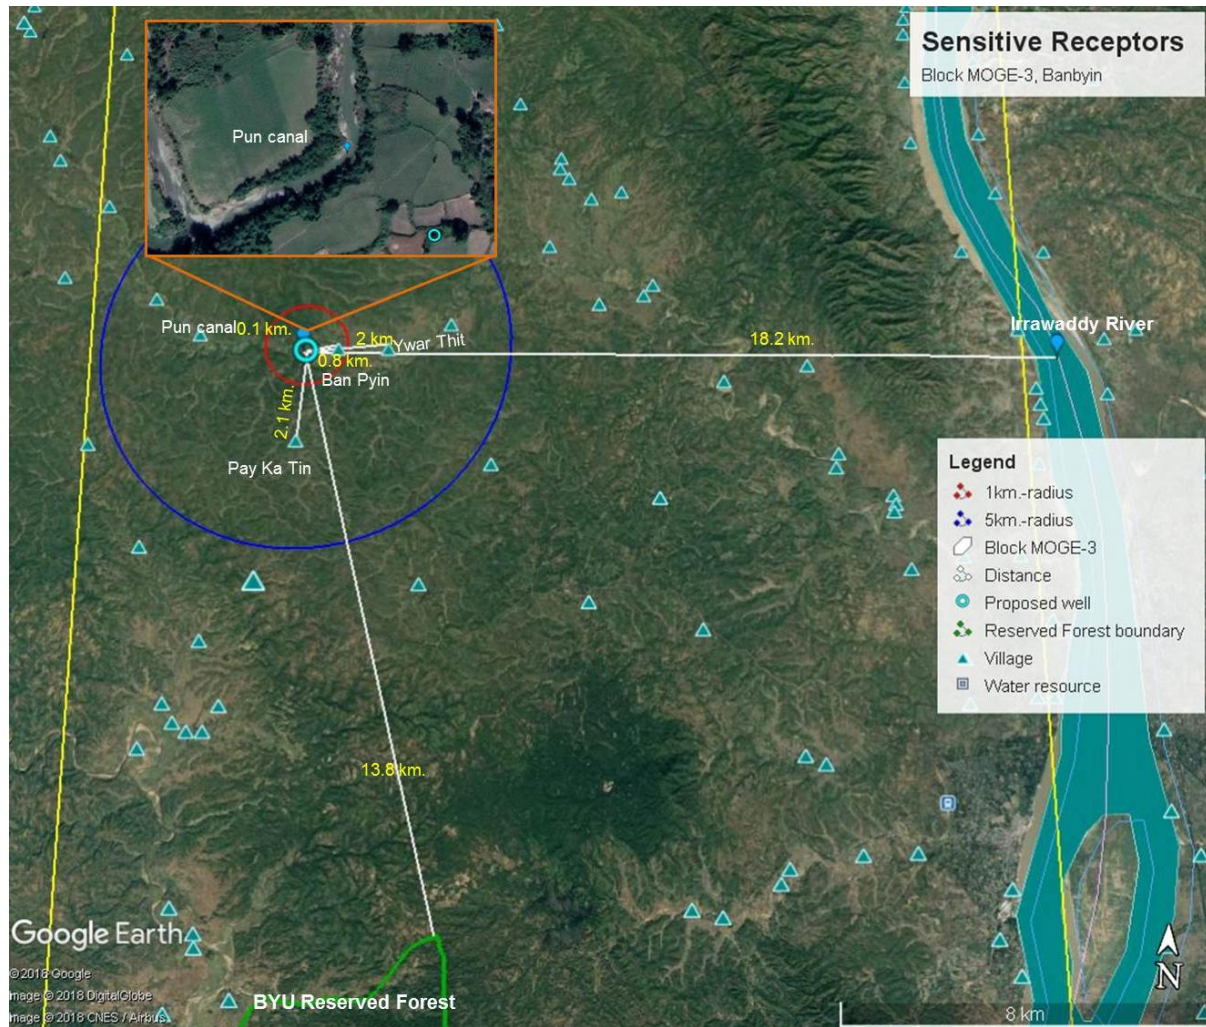 Sensitive Receptors
Block MOGE-3, Banbyin
Pun canal
Pun canal
0.1 km.
2 km.
Ywar Thit
0.8 km.
Ban Pyin
18.2 km.
Irrawaddy River
2.1 km.
Pay Ka Tin
Legend
1km.-radius
5km.-radius
Block MOGE-3
Distance
Proposed well
Reserved Forest boundary
Village
Water resource
13.8 km.
Google Earth
© 2018 Google
Image © 2018 DigitalGlobe
Image © 2018 CNES / Airbus
BYU Reserved Forest
N
8 km